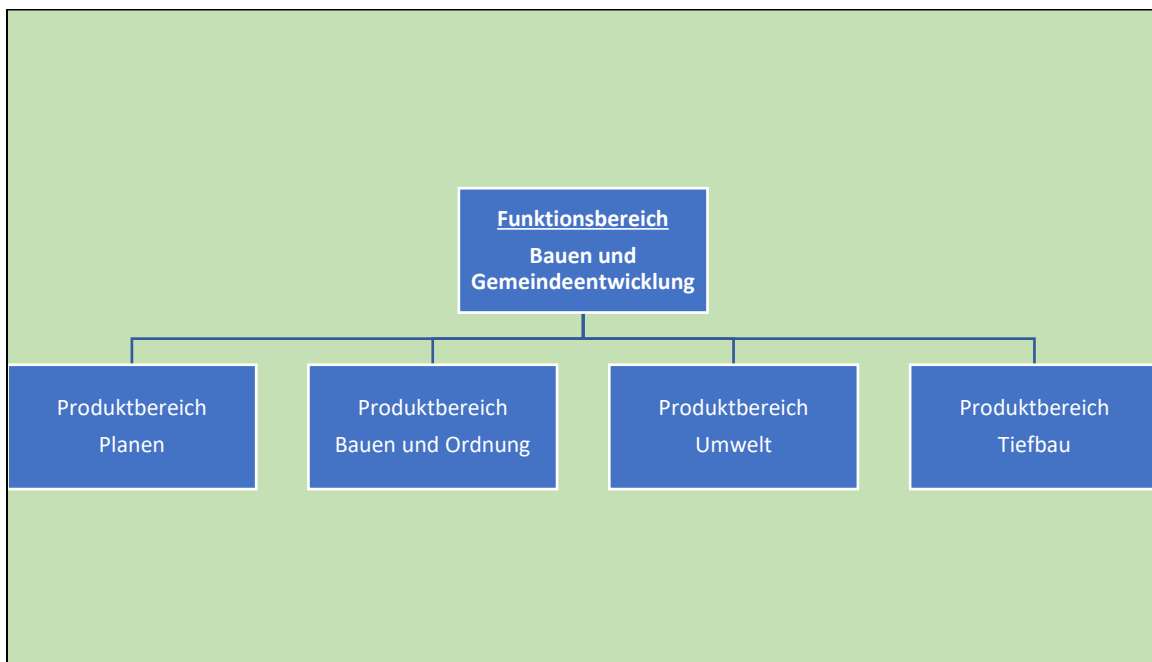 Funktionsbereich
Bauen und
Gemeindeentwicklung
Produktbereich
Planen
Produktbereich
Bauen und Ordnung
Produktbereich
Umwelt
Produktbereich
Tiefbau